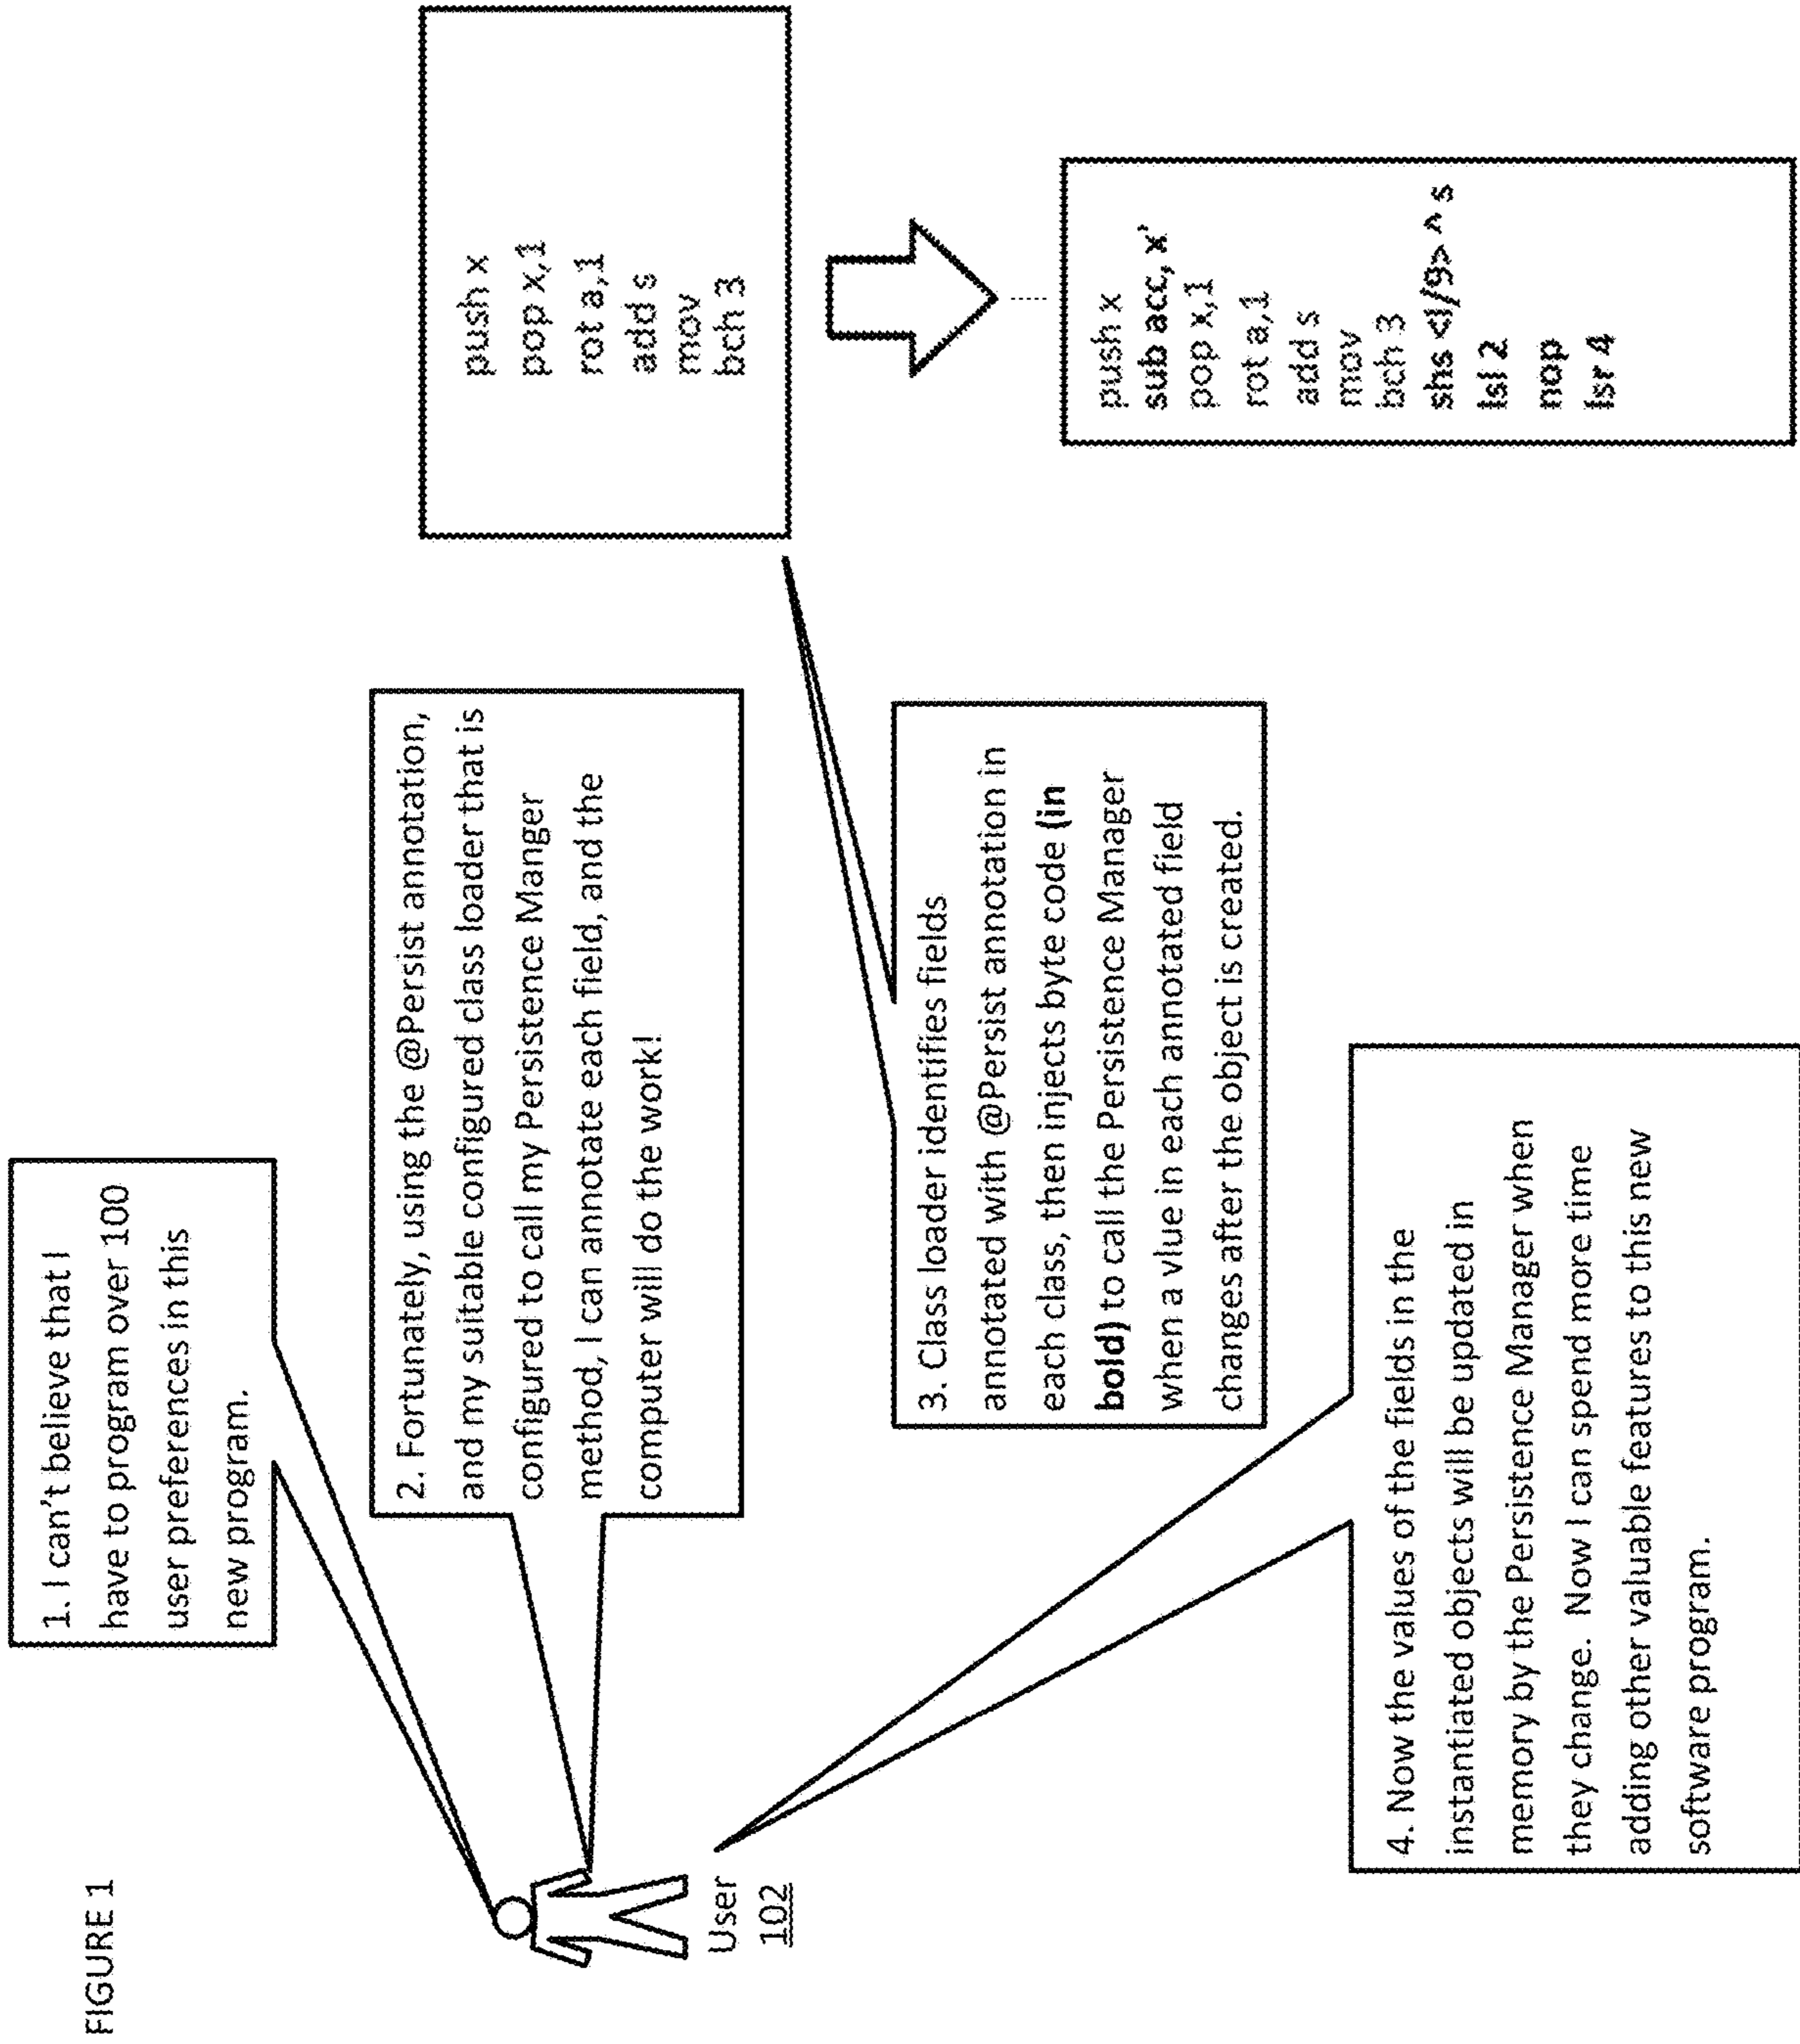 FIGURE 1
1. I can't believe that I
have to program over 100
user preferences in this
new program.
2. Fortunately, using the @Persist annotation,
and my suitable configured class loader that is
configured to call my Persistence Manger
method, I can annotate each field, and the
computer will do the work!
User
102
3. Class loader identifies fields
annotated with @Persist annotation in
each class, then injects byte code (in
bold) to call the Persistence Manager
when a vlue in each annotated field
changes after the object is created.
4. Now the values of the fields in the
instantiated objects will be updated in
memory by the Persistence Manager when
they change. Now I can spend more time
adding other valuable features to this new
software program.
push x
pop x,1
rot a,1
add s
mov
bch 3
push x
sub acc, x'
pop x,1
rot a,1
add s
mov
bch 3
shs <l/9> ^ s
lsl 2
nop
lsr 4